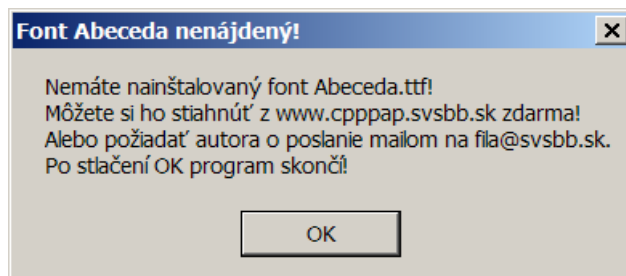 Font Abeceda nenájdený!
Nemáte nainštalovaný font Abeceda.ttf!
Môžete si ho stiahnúť z www.cpppap.svsbb.sk zdarma!
Alebo požiadať autora o poslanie mailom na fila@svsbb.sk.
Po stlačení OK program skončí!
OK